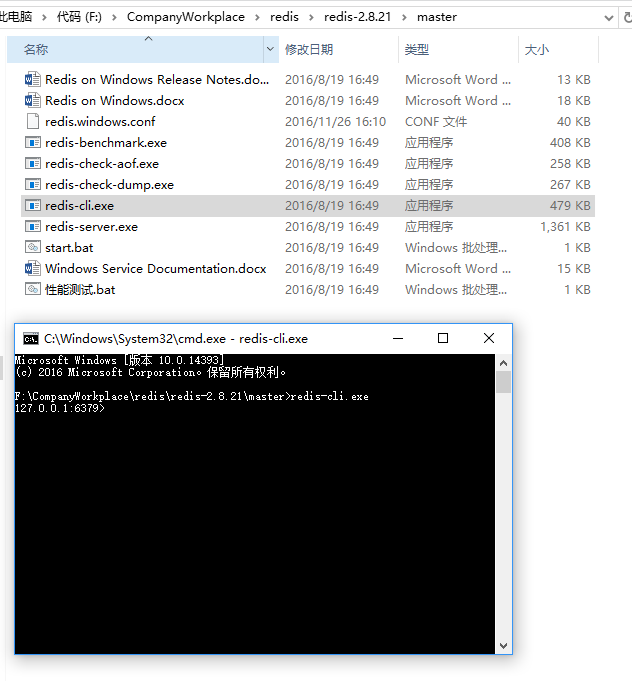 此电脑 > 代码 (F:) > CompanyWorkplace > redis > redis-2.8.21 > master
名称 修改日期 类型 大小
Redis on Windows Release Notes.do... 2016/8/19 16:49 Microsoft Word ... 13 KB
Redis on Windows.docx 2016/8/19 16:49 Microsoft Word ... 18 KB
redis.windows.conf 2016/11/26 16:10 CONF 文件 40 KB
redis-benchmark.exe 2016/8/19 16:49 应用程序 408 KB
redis-check-aof.exe 2016/8/19 16:49 应用程序 258 KB
redis-check-dump.exe 2016/8/19 16:49 应用程序 267 KB
redis-cli.exe 2016/8/19 16:49 应用程序 479 KB
redis-server.exe 2016/8/19 16:49 应用程序 1,361 KB
start.bat 2016/8/19 16:49 Windows 批处理... 1 KB
Windows Service Documentation.docx 2016/8/19 16:49 Microsoft Word ... 15 KB
性能测试.bat 2016/8/19 16:49 Windows 批处理... 1 KB
C:\Windows\System32\cmd.exe - redis-cli.exe
Microsoft Windows [版本 10.0.14393]
(c) 2016 Microsoft Corporation。保留所有权利。
F:\CompanyWorkplace\redis\redis-2.8.21\master>redis-cli.exe
127.0.0.1:6379>